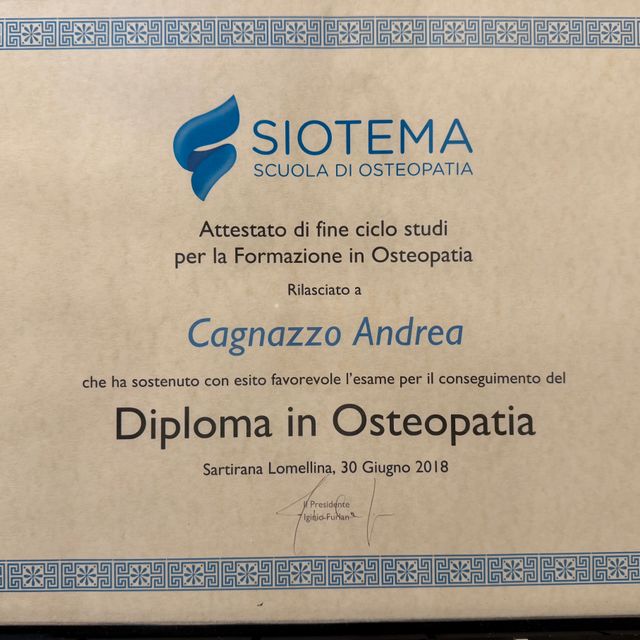 SIOTEMA
SCUOLA DI OSTEOPATIA
Attestato di fine ciclo studi
per la Formazione in Osteopatia
Rilasciato a
Cagnazzo Andrea
che ha sostenuto con esito favorevole l'esame per il conseguimento del
Diploma in Osteopatia
Sartirana Lomellina, 30 Giugno 2018
Il Presidente
Iginio Furlan